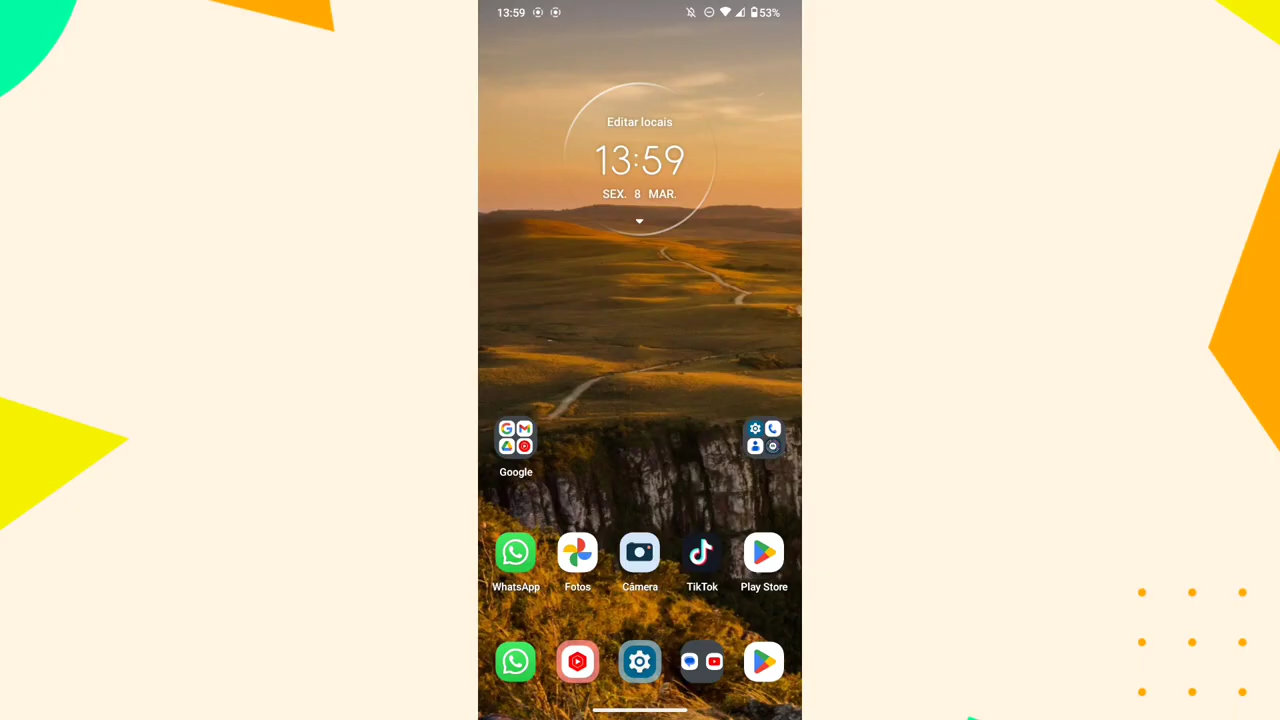 13:59 53%
Editar locais
13:59
SEX. 8 MAR.
Google
WhatsApp Fotos Câmera TikTok Play Store